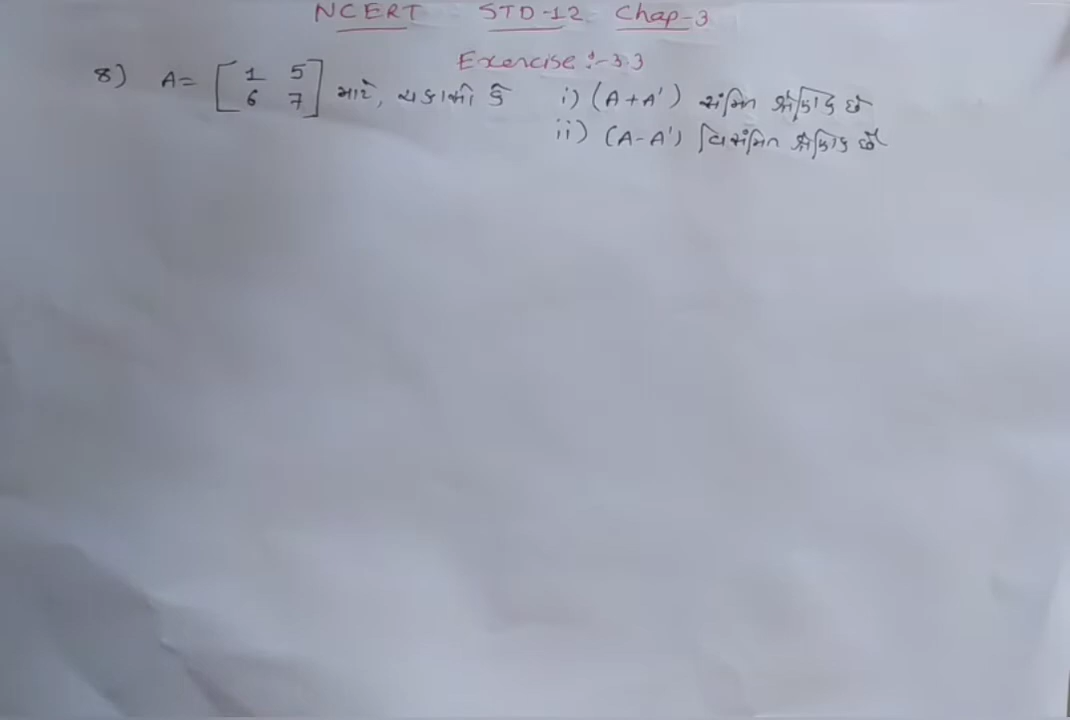 NCERT STD-12 Chap-3
Exercise :- 3.3
8) A = [ 1 5 6 7 ] માટે, ચકાસો કે i) (A+A') સંમિત શ્રેણિક છે
ii) (A-A') વિસંમિત શ્રેણિક છે